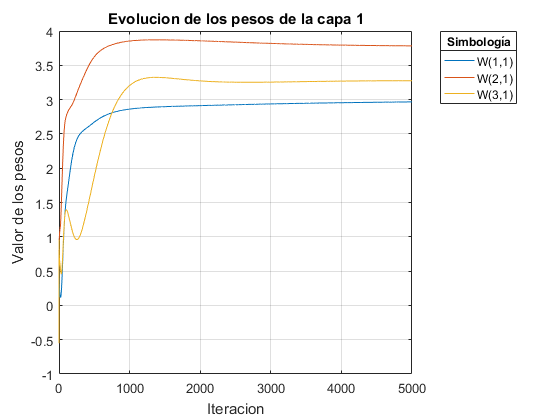 Evolucion de los pesos de la capa 1
Simbología
W(1,1)
W(2,1)
W(3,1)
Valor de los pesos
4
3.5
3
2.5
2
1.5
1
0.5
0
-0.5
-1
0 1000 2000 3000 4000 5000
Iteracion